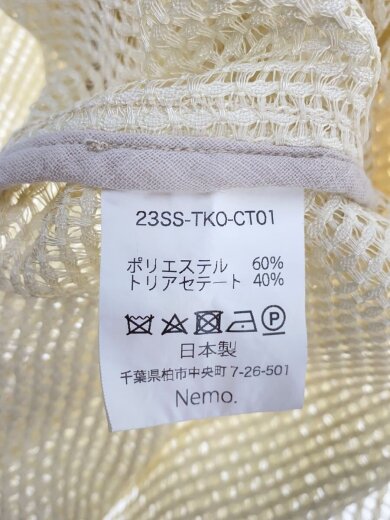 23SS-TKO-CT01
ポリエステル 60%
トリアセテート 40%
日本製
千葉県柏市中央町7-26-501
Nemo.